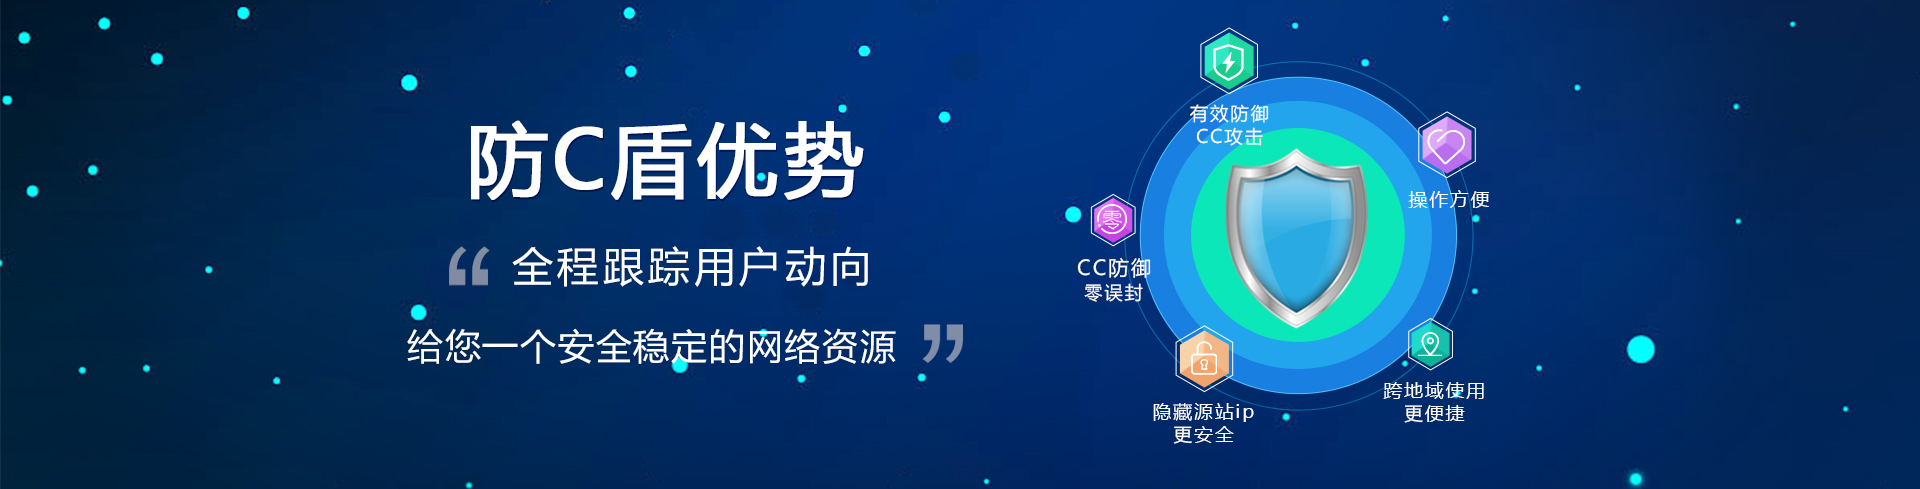 防C盾优势
“ 全程跟踪用户动向
给您一个安全稳定的网络资源 ”
有效防御
CC攻击
操作方便
零
CC防御
零误封
跨地域使用
更便捷
隐藏源站ip
更安全